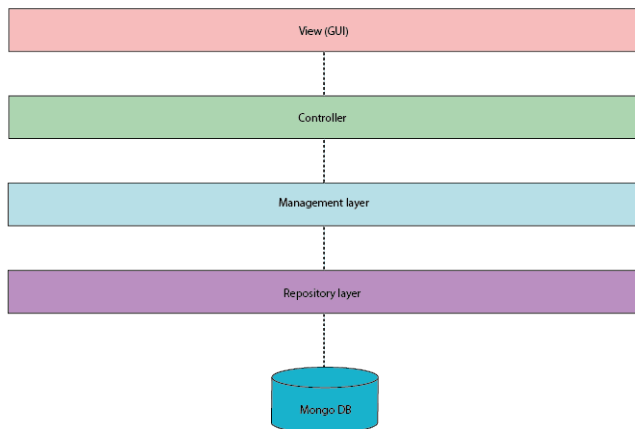 View (GUI)
Controller
Management layer
Repository layer
Mongo DB